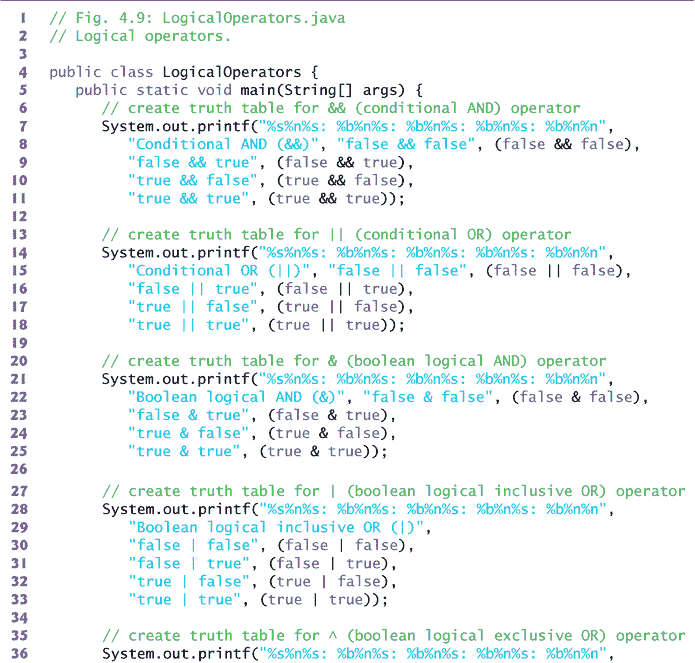 1 // Fig. 4.9: LogicalOperators.java
2 // Logical operators.
3
4 public class LogicalOperators {
5    public static void main(String[] args) {
6       // create truth table for && (conditional AND) operator
7       System.out.printf("%s%n%s: %b%n%s: %b%n%s: %b%n%s: %b%n%n",
8          "Conditional AND (&&)", "false && false", (false && false),
9          "false && true", (false && true),
10          "true && false", (true && false),
11          "true && true", (true && true));
12
13       // create truth table for || (conditional OR) operator
14       System.out.printf("%s%n%s: %b%n%s: %b%n%s: %b%n%s: %b%n%n",
15          "Conditional OR (||)", "false || false", (false || false),
16          "false || true", (false || true),
17          "true || false", (true || false),
18          "true || true", (true || true));
19
20       // create truth table for & (boolean logical AND) operator
21       System.out.printf("%s%n%s: %b%n%s: %b%n%s: %b%n%s: %b%n%n",
22          "Boolean logical AND (&)", "false & false", (false & false),
23          "false & true", (false & true),
24          "true & false", (true & false),
25          "true & true", (true & true));
26
27       // create truth table for | (boolean logical inclusive OR) operator
28       System.out.printf("%s%n%s: %b%n%s: %b%n%s: %b%n%s: %b%n%n",
29          "Boolean logical inclusive OR (|)",
30          "false | false", (false | false),
31          "false | true", (false | true),
32          "true | false", (true | false),
33          "true | true", (true | true));
34
35       // create truth table for ^ (boolean logical exclusive OR) operator
36       System.out.printf("%s%n%s: %b%n%s: %b%n%s: %b%n%s: %b%n%n",